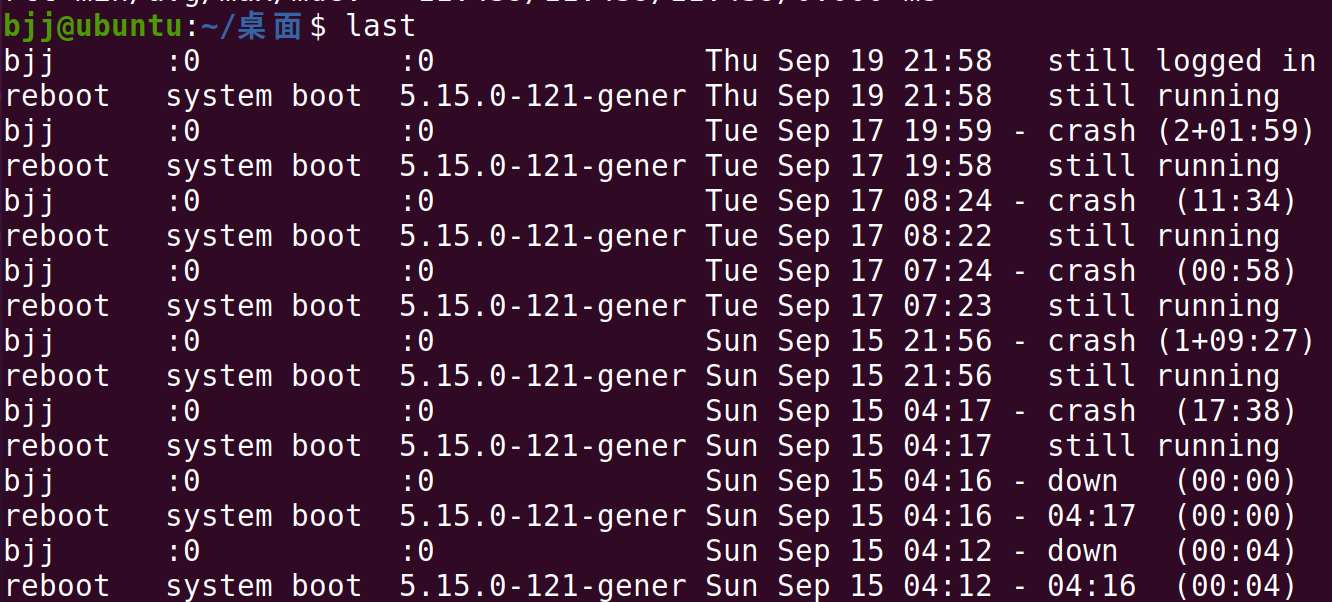 bjj@ubuntu:~/桌面$ last
bjj      :0           :0               Thu Sep 19 21:58   still logged in
reboot   system boot  5.15.0-121-gener Thu Sep 19 21:58   still running
bjj      :0           :0               Tue Sep 17 19:59 - crash (2+01:59)
reboot   system boot  5.15.0-121-gener Tue Sep 17 19:58   still running
bjj      :0           :0               Tue Sep 17 08:24 - crash  (11:34)
reboot   system boot  5.15.0-121-gener Tue Sep 17 08:22   still running
bjj      :0           :0               Tue Sep 17 07:24 - crash  (00:58)
reboot   system boot  5.15.0-121-gener Tue Sep 17 07:23   still running
bjj      :0           :0               Sun Sep 15 21:56 - crash (1+09:27)
reboot   system boot  5.15.0-121-gener Sun Sep 15 21:56   still running
bjj      :0           :0               Sun Sep 15 04:17 - crash  (17:38)
reboot   system boot  5.15.0-121-gener Sun Sep 15 04:17   still running
bjj      :0           :0               Sun Sep 15 04:16 - down   (00:00)
reboot   system boot  5.15.0-121-gener Sun Sep 15 04:16 - 04:17  (00:00)
bjj      :0           :0               Sun Sep 15 04:12 - down   (00:04)
reboot   system boot  5.15.0-121-gener Sun Sep 15 04:12 - 04:16  (00:04)